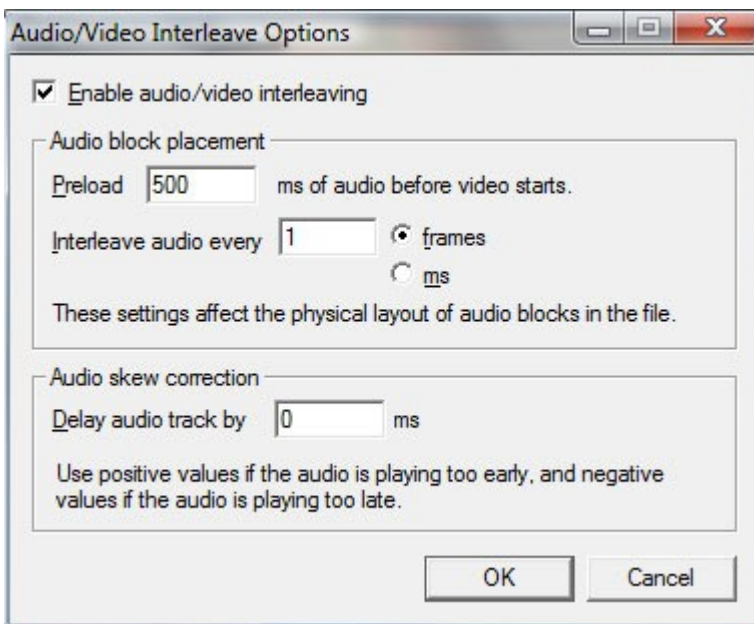 Audio/Video Interleave Options
Enable audio/video interleaving
Audio block placement
Preload 500 ms of audio before video starts.
Interleave audio every 1 frames
ms
These settings affect the physical layout of audio blocks in the file.
Audio skew correction
Delay audio track by 0 ms
Use positive values if the audio is playing too early, and negative
values if the audio is playing too late.
OK Cancel